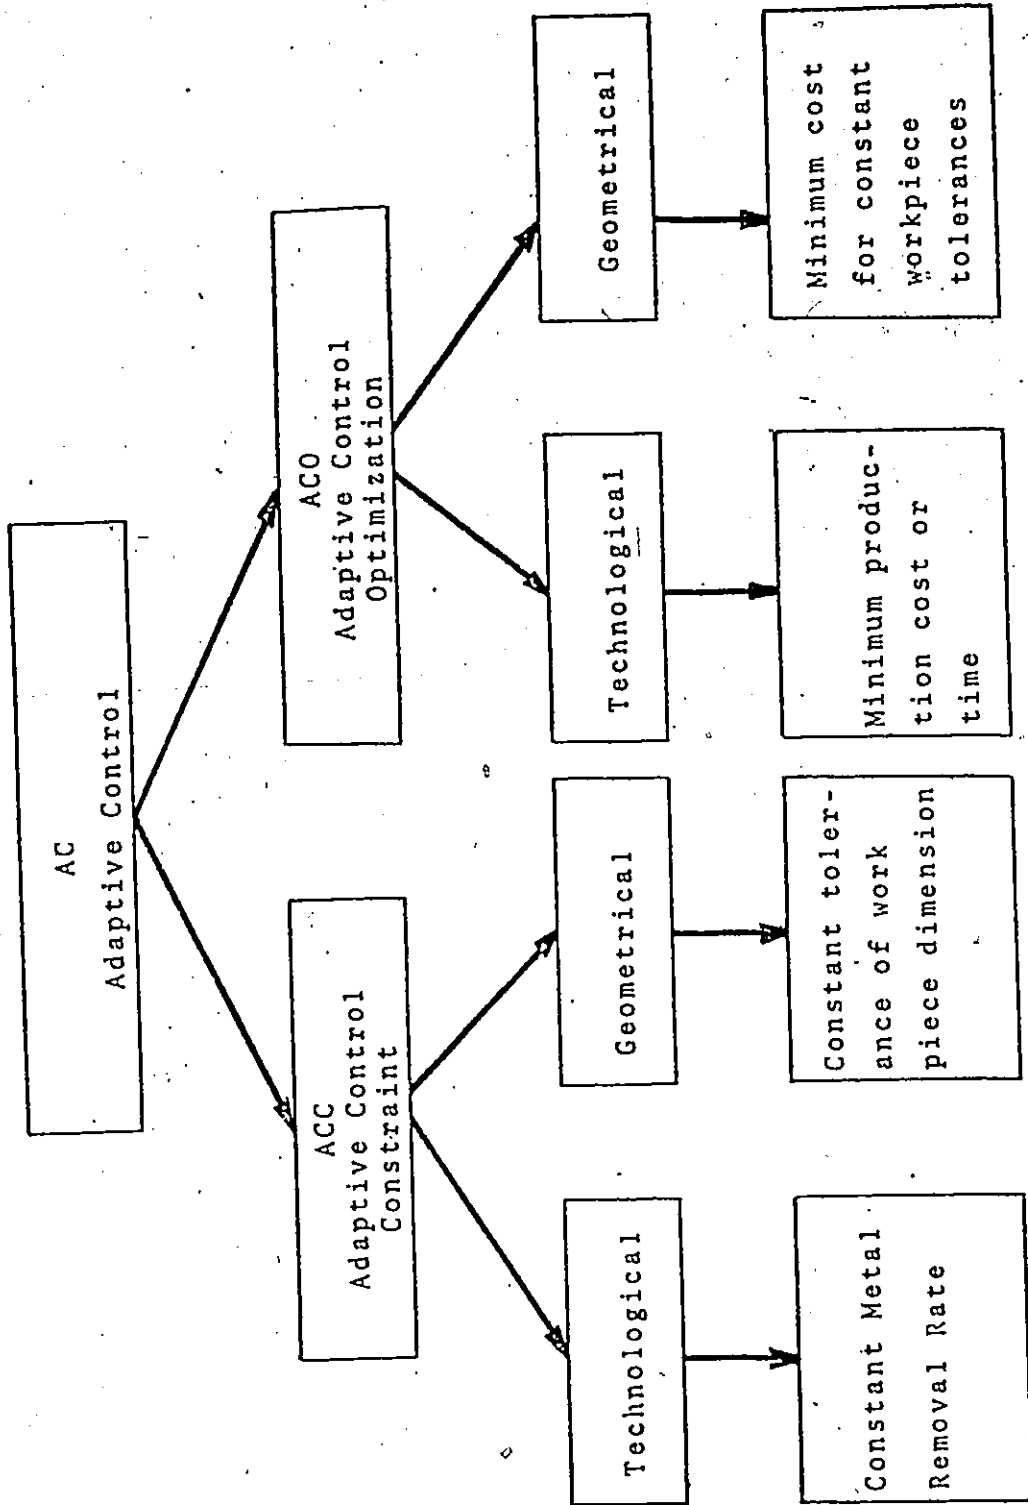 AC
Adaptive Control
ACC
Adaptive Control
Constraint
ACO
Adaptive Control
Optimization
Technological
Geometrical
Technological
Geometrical
Constant Metal
Removal Rate
Constant toler-
ance of work
piece dimension
Minimum produc-
tion cost or
time
Minimum cost
for constant
workpiece
tolerances